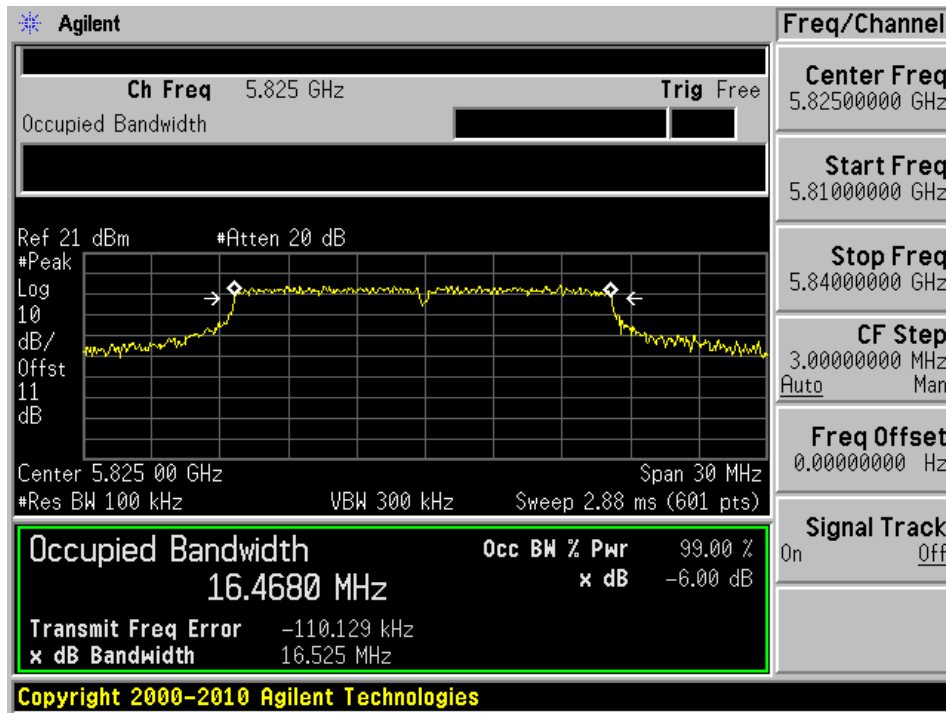 Agilent
Freq/Channel
Ch Freq 5.825 GHz Trig Free
Occupied Bandwidth
Center Freq
5.82500000 GHz
Start Freq
5.81000000 GHz
Stop Freq
5.84000000 GHz
CF Step
3.00000000 MHz
Auto Man
Freq Offset
0.00000000 Hz
Signal Track
On Off
Ref 21 dBm #Atten 20 dB
#Peak
Log
10
dB/
Offst
11
dB
Center 5.825 00 GHz Span 30 MHz
#Res BW 100 kHz VBW 300 kHz Sweep 2.88 ms (601 pts)
Occupied Bandwidth Occ BW % Pwr 99.00 %
16.4680 MHz x dB -6.00 dB
Transmit Freq Error -110.129 kHz
x dB Bandwidth 16.525 MHz
Copyright 2000-2010 Agilent Technologies